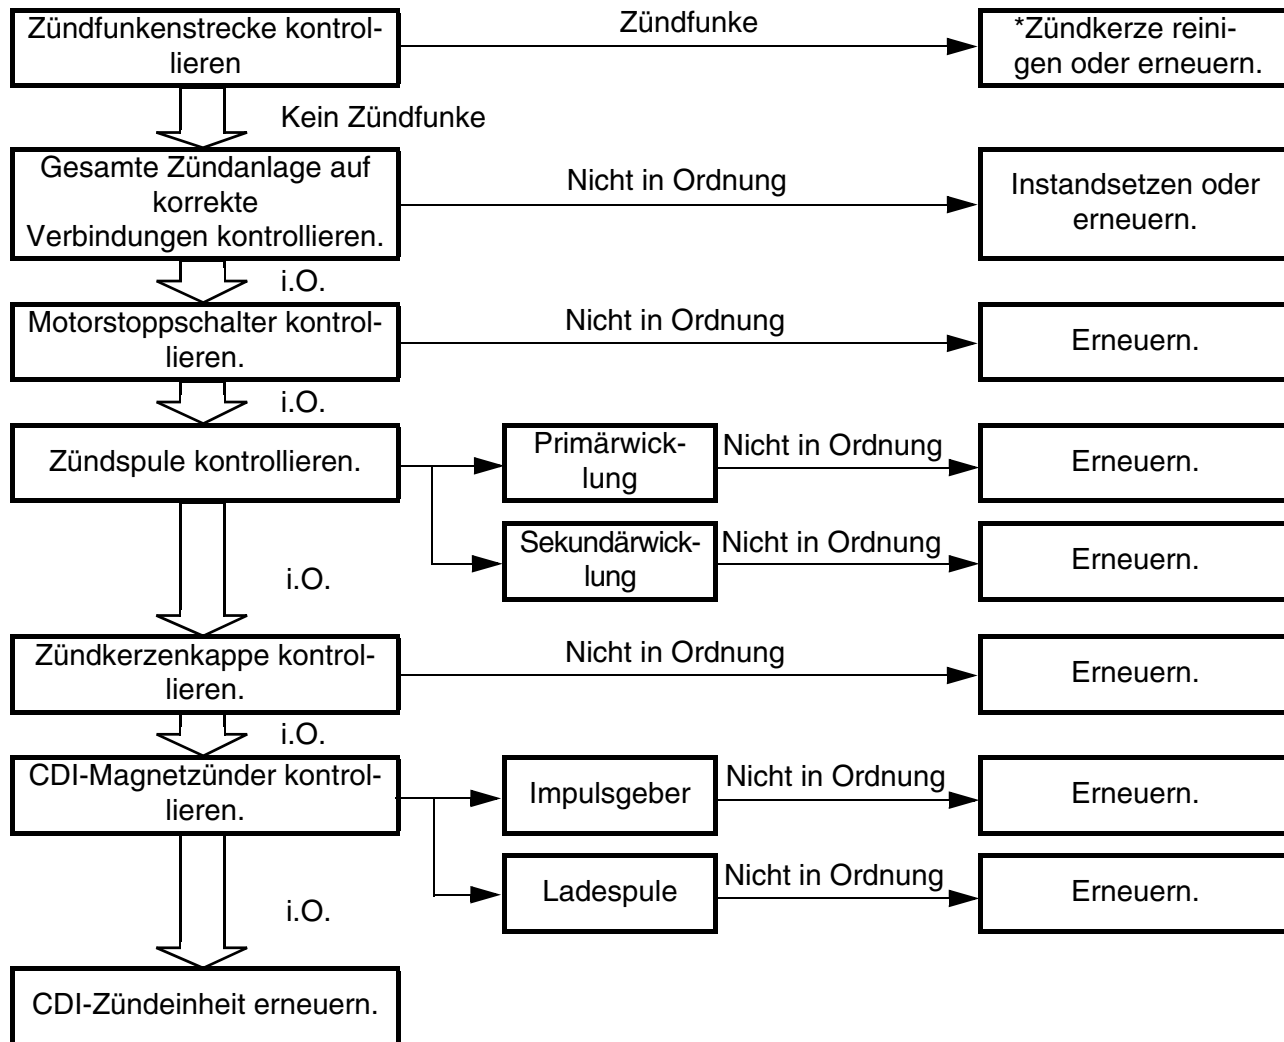 Zündfunkenstrecke kontrol-
lieren
Zündfunke
*Zündkerze reini-
gen oder erneuern.
Kein Zündfunke
Gesamte Zündanlage auf
korrekte
Verbindungen kontrollieren.
Nicht in Ordnung
Instandsetzen oder
erneuern.
i.O.
Motorstoppschalter kontrol-
lieren.
Nicht in Ordnung
Erneuern.
i.O.
Zündspule kontrollieren.
Primärwick-
lung
Nicht in Ordnung
Erneuern.
Sekundärwick-
lung
Nicht in Ordnung
Erneuern.
i.O.
Zündkerzenkappe kontrol-
lieren.
Nicht in Ordnung
Erneuern.
i.O.
CDI-Magnetzünder kontrol-
lieren.
Impulsgeber
Nicht in Ordnung
Erneuern.
Ladespule
Nicht in Ordnung
Erneuern.
i.O.
CDI-Zündeinheit erneuern.